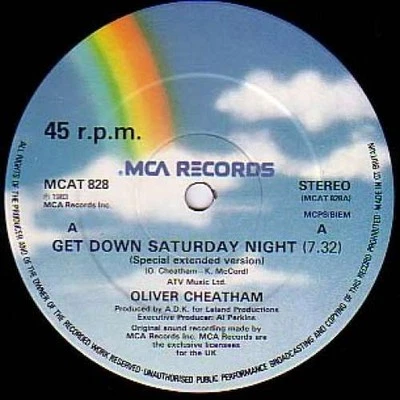 45 r.p.m.
MCA RECORDS
MCAT 828
℗ 1983
MCA Records Inc.
STEREO
(MCAT 828A)
MCPS/BIEM
A
A
GET DOWN SATURDAY NIGHT (7.32)
(Special extended version)
(O. Cheatham-K. McCord)
ATV Music Ltd.
OLIVER CHEATHAM
Produced by A.D.K. for Leland Productions
Executive Producer: Al Perkins
Original sound recording made by
MCA Records Inc. MCA Records are
the exclusive licensees
for the UK
ALL RIGHTS OF THE PRODUCER AND OF THE OWNER OF THE RECORDED WORK RESERVED·UNAUTHORISED PUBLIC PERFORMANCE BROADCASTING AND COPYING OF THIS RECORD PROHIBITED. MADE IN GT. BRITAIN